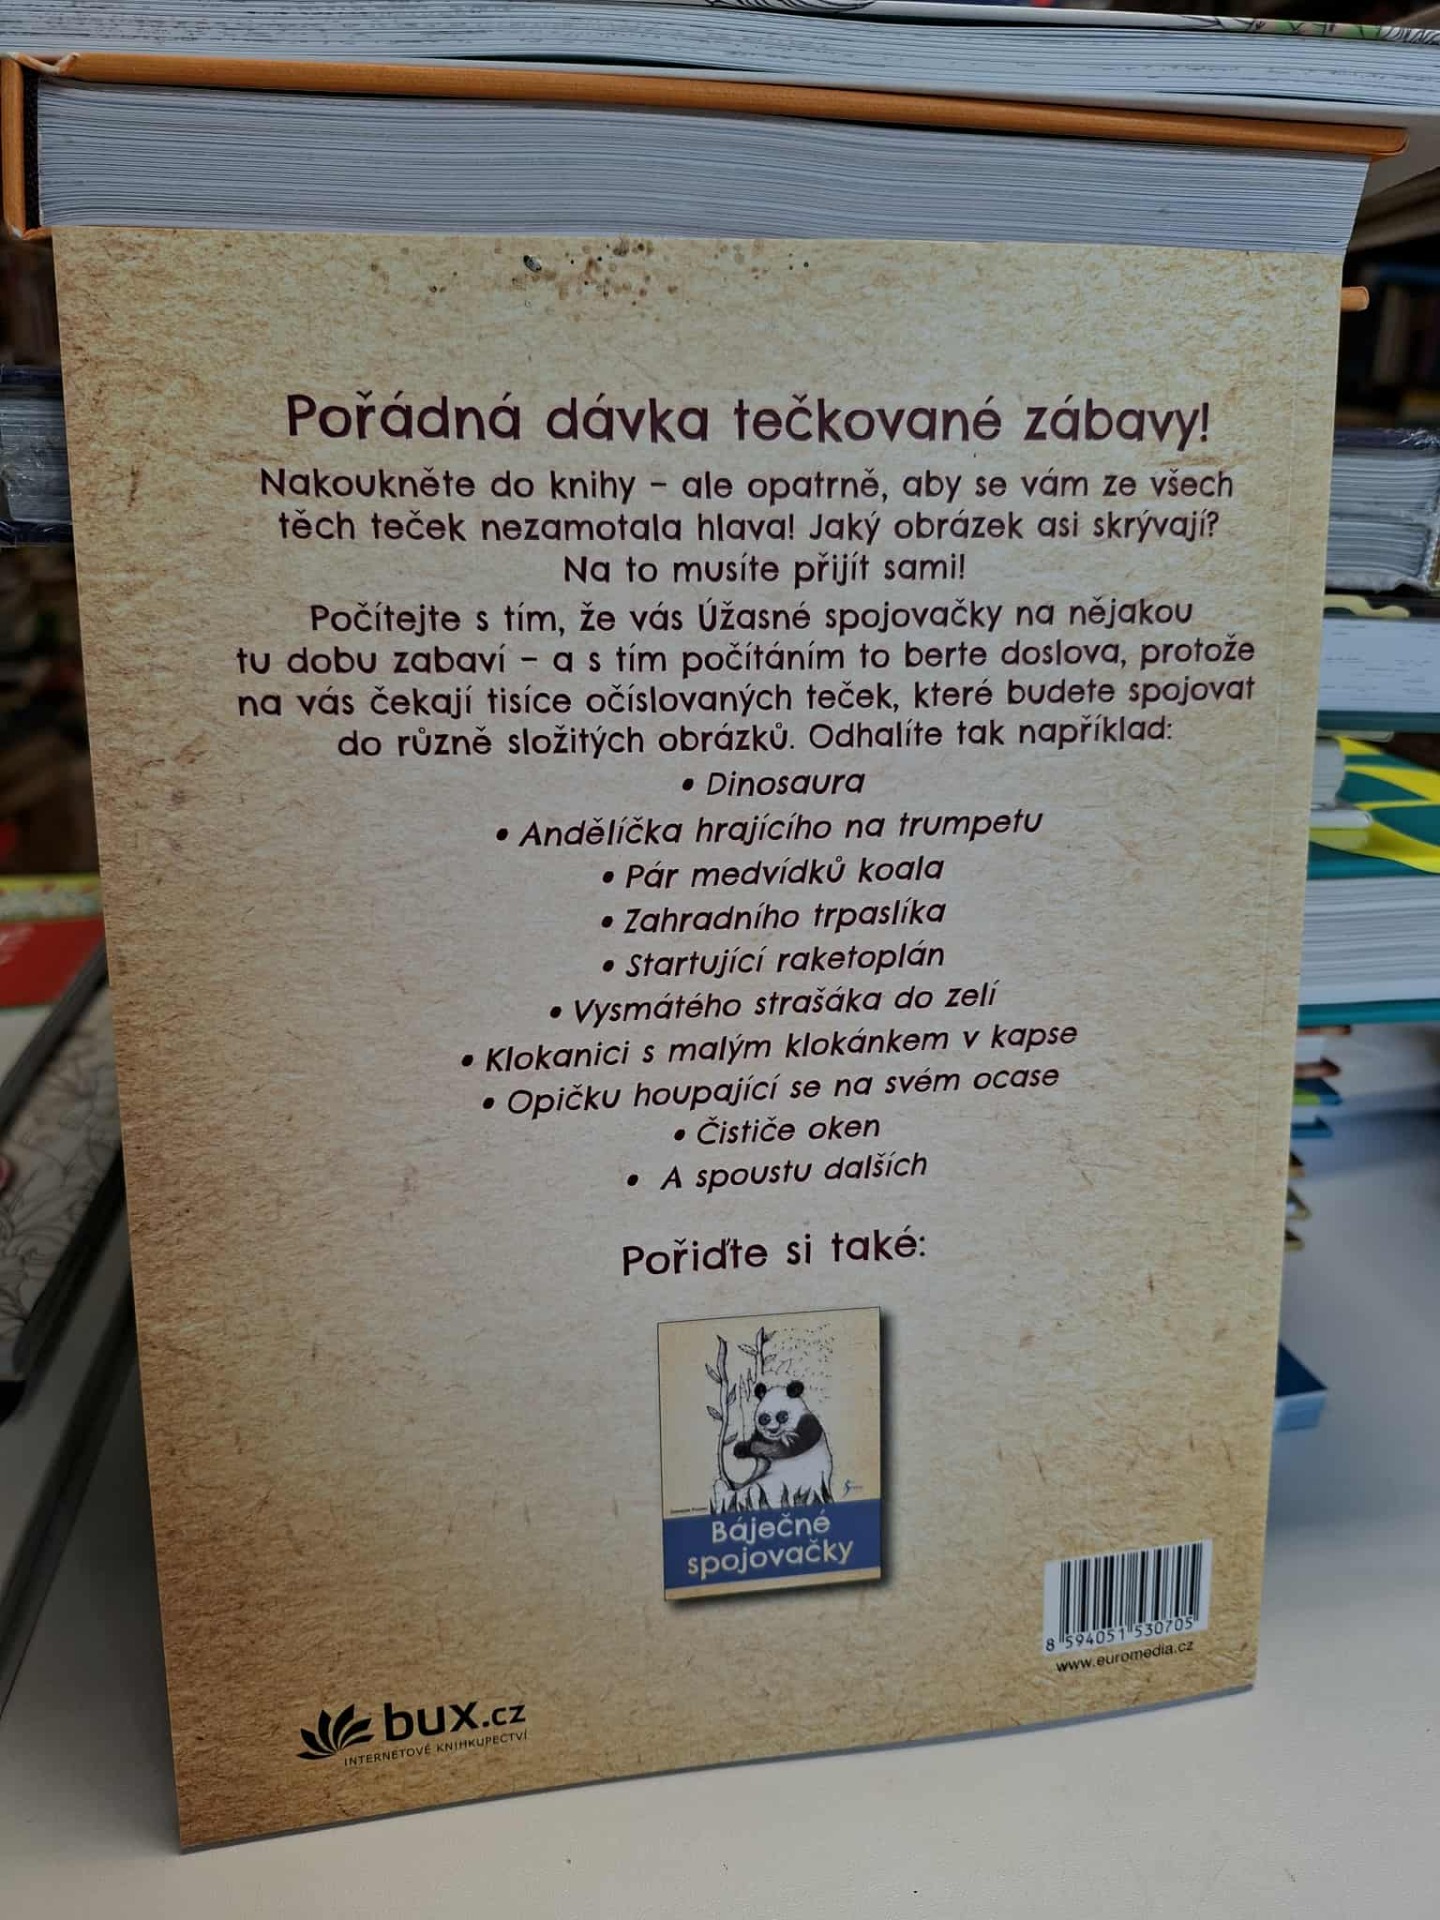 Pořádná dávka tečkované zábavy!
Nakoukněte do knihy – ale opatrně, aby se vám ze všech
těch teček nezamotala hlava! Jaký obrázek asi skrývají?
Na to musíte přijít sami!
Počítejte s tím, že vás Úžasné spojovačky na nějakou
tu dobu zabaví – a s tím počítáním to berte doslova, protože
na vás čekají tisíce očíslovaných teček, které budete spojovat
do různě složitých obrázků. Odhalíte tak například:
• Dinosaura
• Andělíčka hrajícího na trumpetu
• Pár medvídků koala
• Zahradního trpaslíka
• Startující raketoplán
• Vysmátého strašáka do zelí
• Klokanici s malým klokánkem v kapse
• Opičku houpající se na svém ocase
• Čističe oken
• A spoustu dalších
Pořiďte si také:
Báječné
spojovačky
8 594051 530705
www.euromedia.cz
bux.cz
INTERNETOVÉ KNIHKUPECTVÍ